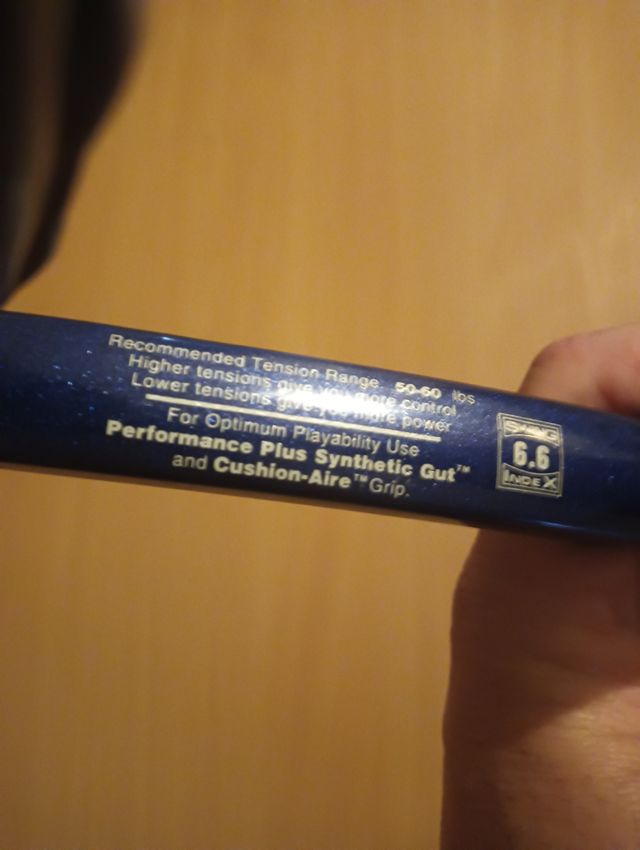 Recommended Tension Range 50-60 lbs
Higher tensions give you more control
Lower tensions give you more power
For Optimum Playability Use
Performance Plus Synthetic Gut™
and Cushion-Aire™ Grip.
SWING
6.6
INDEX